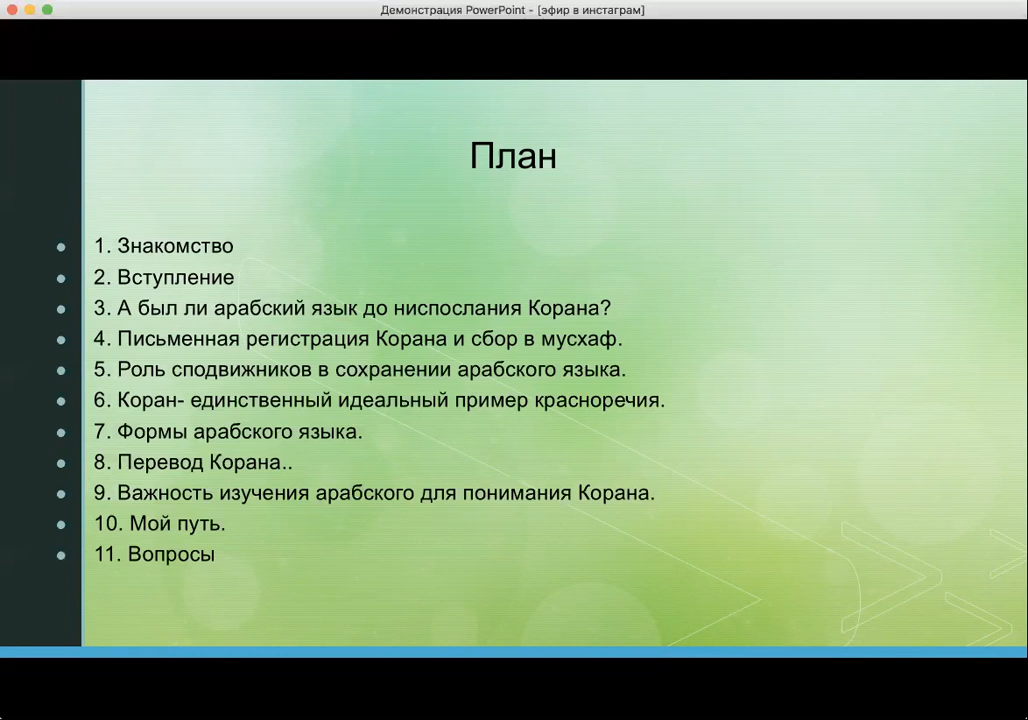 Демонстрация PowerPoint - [эфир в инстаграм]
План
1. Знакомство
2. Вступление
3. А был ли арабский язык до ниспослания Корана?
4. Письменная регистрация Корана и сбор в мусхаф.
5. Роль сподвижников в сохранении арабского языка.
6. Коран- единственный идеальный пример красноречия.
7. Формы арабского языка.
8. Перевод Корана..
9. Важность изучения арабского для понимания Корана.
10. Мой путь.
11. Вопросы